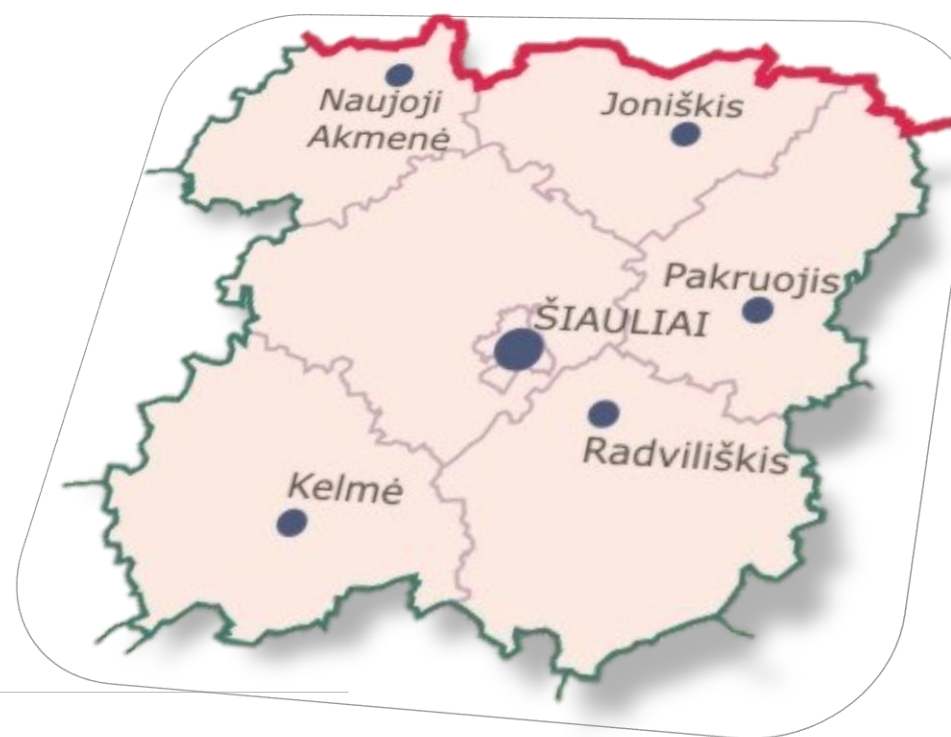 Naujoji
Akmenė
Joniškis
Pakruojis
ŠIAULIAI
Radviliškis
Kelmė